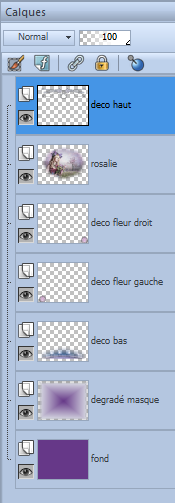 Calques
Normal 100
deco haut
rosalie
deco fleur droit
deco fleur gauche
deco bas
degradé masque
fond